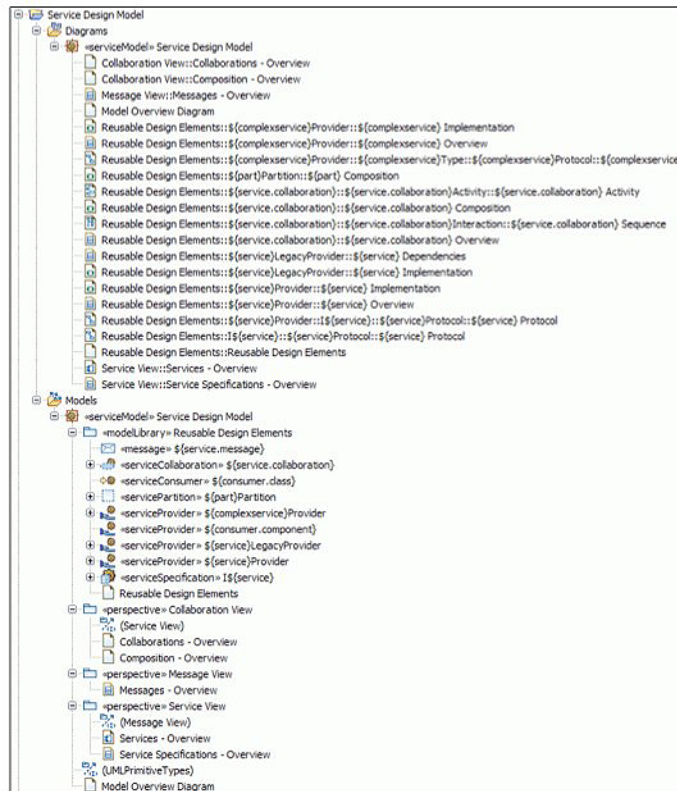 Service Design Model
Diagrams
«serviceModel» Service Design Model
Collaboration View::Collaborations - Overview
Collaboration View::Composition - Overview
Message View::Messages - Overview
Model Overview Diagram
Reusable Design Elements::${complexservice}Provider::${complexservice} Implementation
Reusable Design Elements::${complexservice}Provider::${complexservice} Overview
Reusable Design Elements::${complexservice}Provider::${complexservice}Type::${complexservice}Protocol::${complexservice
Reusable Design Elements::${part}Partition::${part} Composition
Reusable Design Elements::${service.collaboration}::${service.collaboration}Activity::${service.collaboration} Activity
Reusable Design Elements::${service.collaboration}::${service.collaboration} Composition
Reusable Design Elements::${service.collaboration}::${service.collaboration}Interaction::${service.collaboration} Sequence
Reusable Design Elements::${service.collaboration}::${service.collaboration} Overview
Reusable Design Elements::${service}LegacyProvider::${service} Dependencies
Reusable Design Elements::${service}LegacyProvider::${service} Implementation
Reusable Design Elements::${service}Provider::${service} Implementation
Reusable Design Elements::${service}Provider::${service} Overview
Reusable Design Elements::${service}Provider::I${service}::${service}Protocol::${service} Protocol
Reusable Design Elements::I${service}::${service}Protocol::${service} Protocol
Reusable Design Elements::Reusable Design Elements
Service View::Services - Overview
Service View::Service Specifications - Overview
Models
«serviceModel» Service Design Model
«modelLibrary» Reusable Design Elements
«message» ${service.message}
«serviceCollaboration» ${service.collaboration}
«serviceConsumer» ${consumer.class}
«servicePartition» ${part}Partition
«serviceProvider» ${complexservice}Provider
«serviceProvider» ${consumer.component}
«serviceProvider» ${service}LegacyProvider
«serviceProvider» ${service}Provider
«serviceSpecification» I${service}
Reusable Design Elements
«perspective» Collaboration View
(Service View)
Collaborations - Overview
Composition - Overview
«perspective» Message View
Messages - Overview
«perspective» Service View
(Message View)
Services - Overview
Service Specifications - Overview
(UMLPrimitiveTypes)
Model Overview Diagram